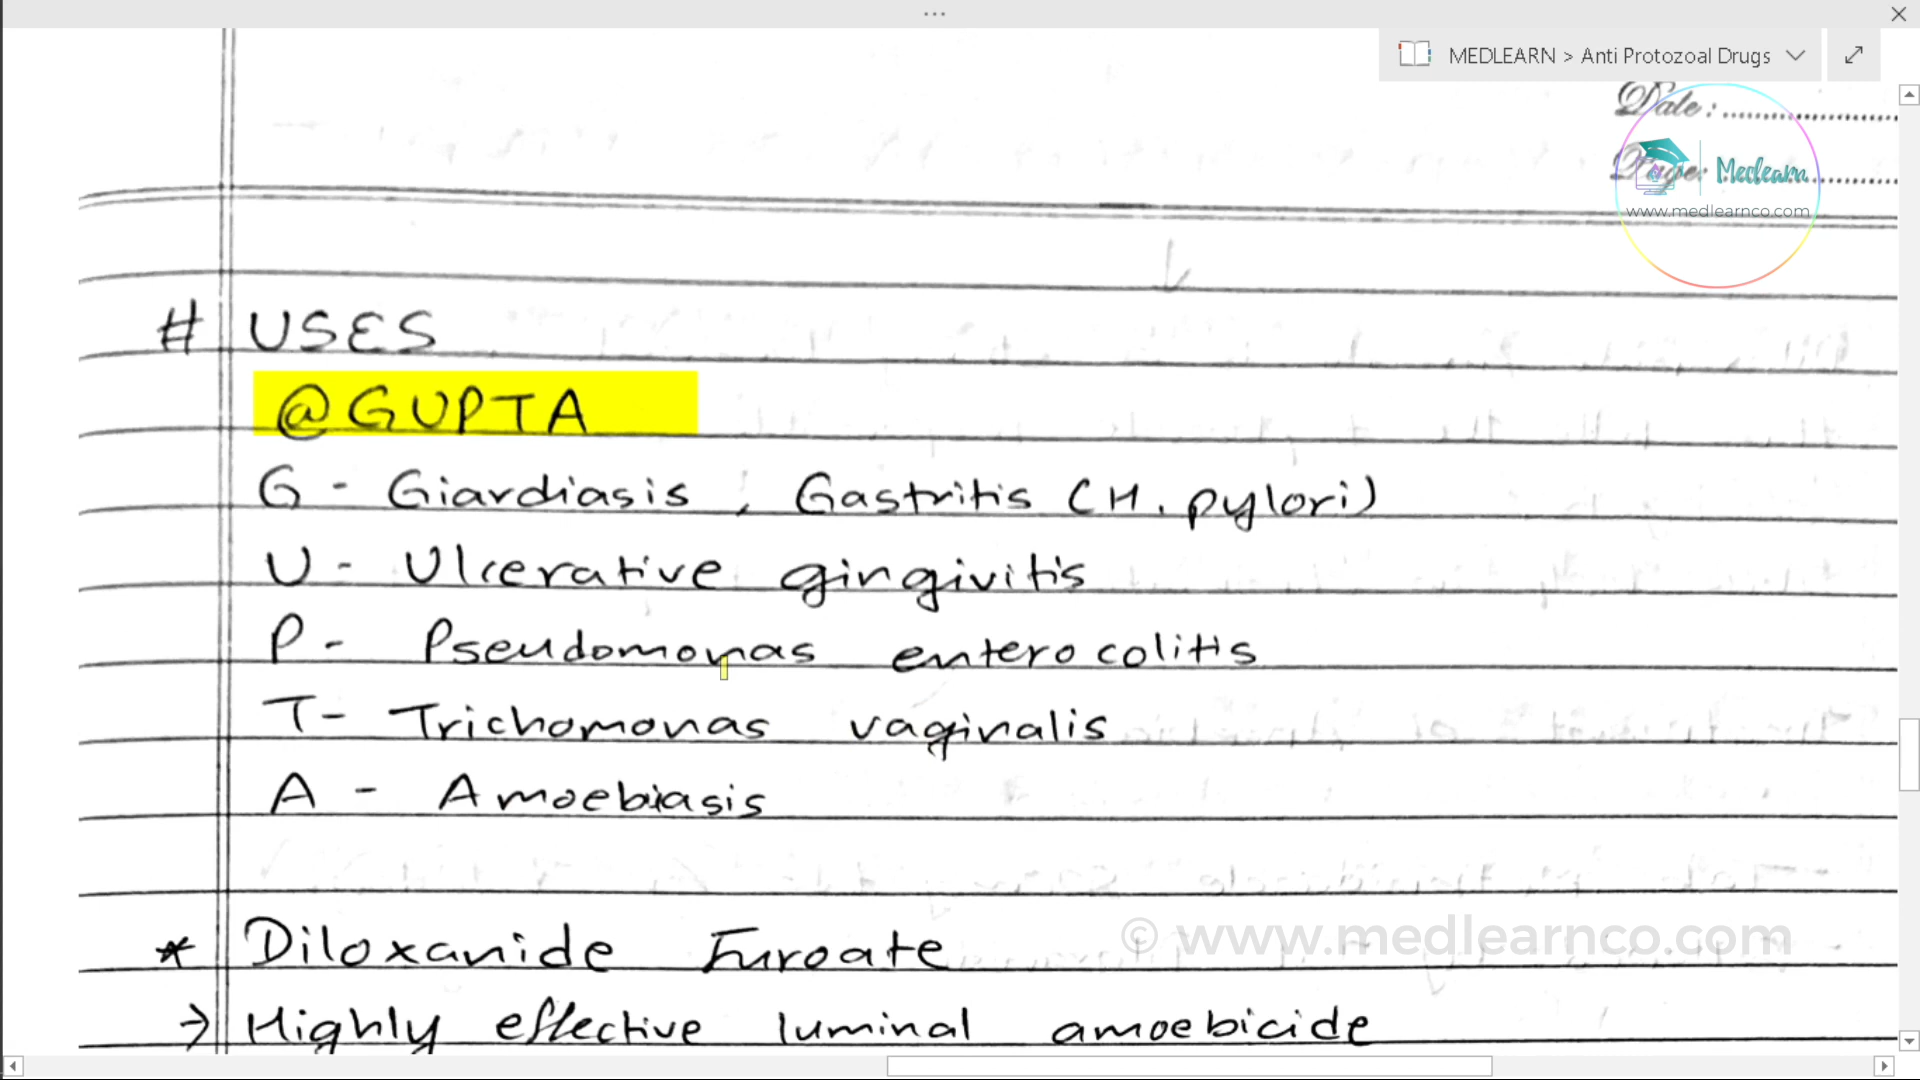 MEDLEARN > Anti Protozoal Drugs
Date :
Page:
Medlearn
www.medlearnco.com
# USES
@GUPTA
G - Giardiasis , Gastritis (H. pylori)
U - Ulcerative gingivitis
P - Pseudomonas enterocolitis
T - Trichomonas vaginalis
A - Amoebiasis
* Diloxanide Furoate
© www.medlearnco.com
→ Highly effective luminal amoebicide